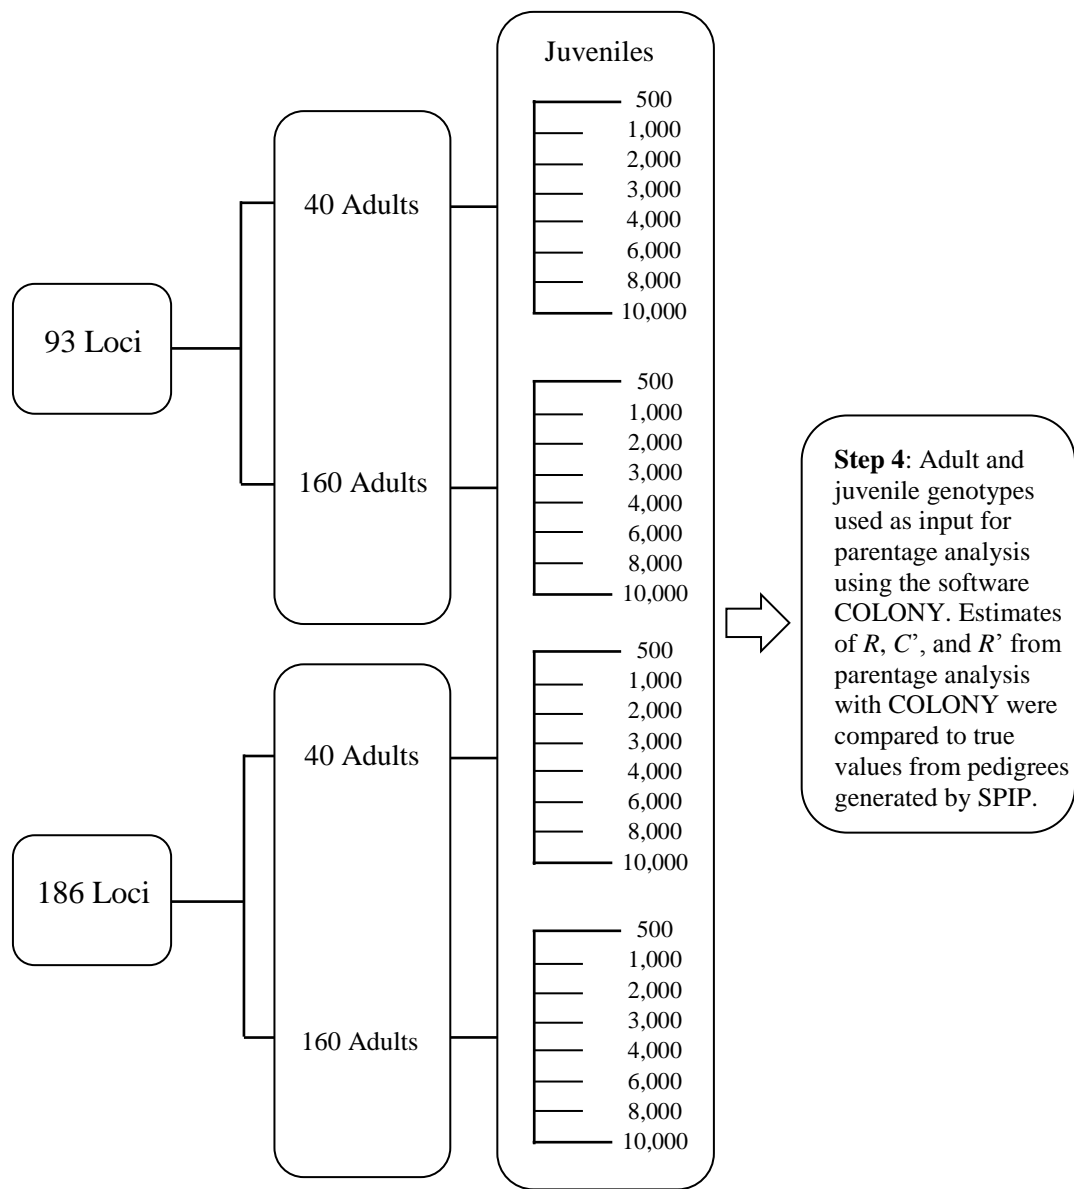 93 Loci
186 Loci
40 Adults
160 Adults
40 Adults
160 Adults
Juveniles
500
1,000
2,000
3,000
4,000
6,000
8,000
10,000
500
1,000
2,000
3,000
4,000
6,000
8,000
10,000
500
1,000
2,000
3,000
4,000
6,000
8,000
10,000
500
1,000
2,000
3,000
4,000
6,000
8,000
10,000
Step 4: Adult and
juvenile genotypes
used as input for
parentage analysis
using the software
COLONY. Estimates
of R, C’, and R’ from
parentage analysis
with COLONY were
compared to true
values from pedigrees
generated by SPIP.